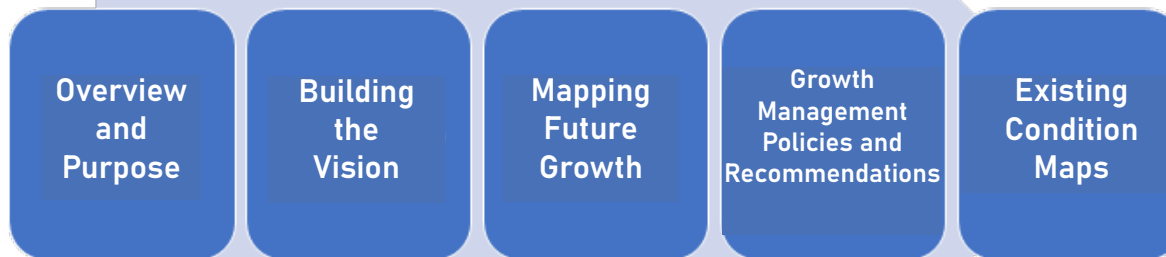 Overview
and
Purpose
Building
the
Vision
Mapping
Future
Growth
Growth
Management
Policies and
Recommendations
Existing
Condition
Maps